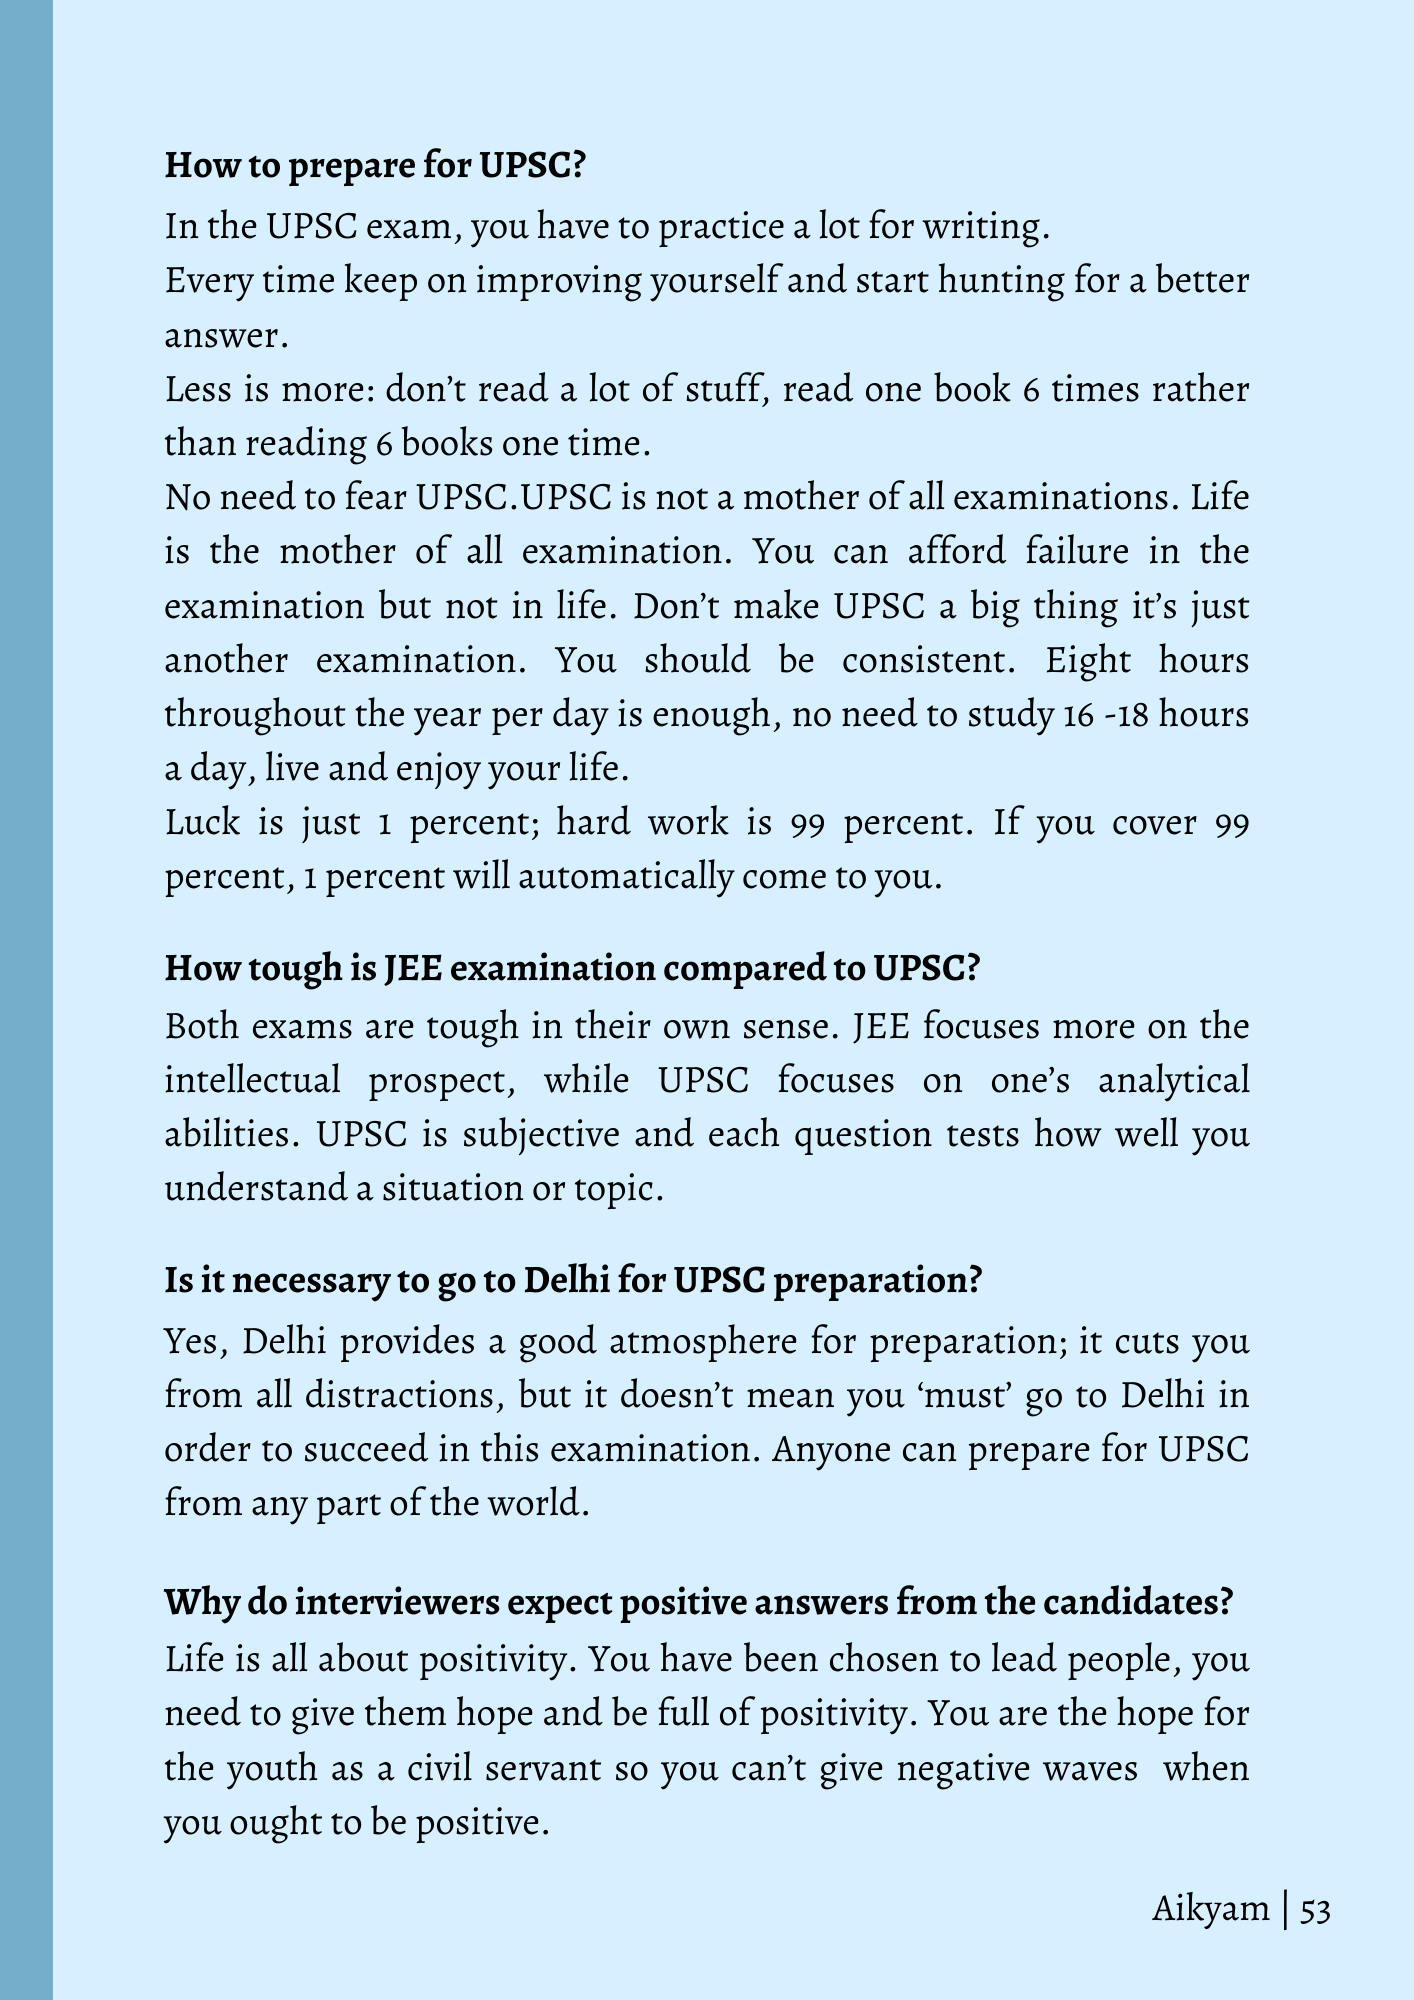 How to prepare for UPSC?
In the UPSC exam, you have to practice a lot for writing.
Every time keep on improving yourself and start hunting for a better
answer.
Less is more: don’t read a lot of stuff, read one book 6 times rather
than reading 6 books one time.
No need to fear UPSC.UPSC is not a mother of all examinations. Life
is the mother of all examination. You can afford failure in the
examination but not in life. Don’t make UPSC a big thing it’s just
another examination. You should be consistent. Eight hours
throughout the year per day is enough, no need to study 16 -18 hours
a day, live and enjoy your life.
Luck is just 1 percent; hard work is 99 percent. If you cover 99
percent, 1 percent will automatically come to you.
How tough is JEE examination compared to UPSC?
Both exams are tough in their own sense. JEE focuses more on the
intellectual prospect, while UPSC focuses on one’s analytical
abilities. UPSC is subjective and each question tests how well you
understand a situation or topic.
Is it necessary to go to Delhi for UPSC preparation?
Yes, Delhi provides a good atmosphere for preparation; it cuts you
from all distractions, but it doesn’t mean you ‘must’ go to Delhi in
order to succeed in this examination. Anyone can prepare for UPSC
from any part of the world.
Why do interviewers expect positive answers from the candidates?
Life is all about positivity. You have been chosen to lead people, you
need to give them hope and be full of positivity. You are the hope for
the youth as a civil servant so you can’t give negative waves  when
you ought to be positive.
Aikyam | 53